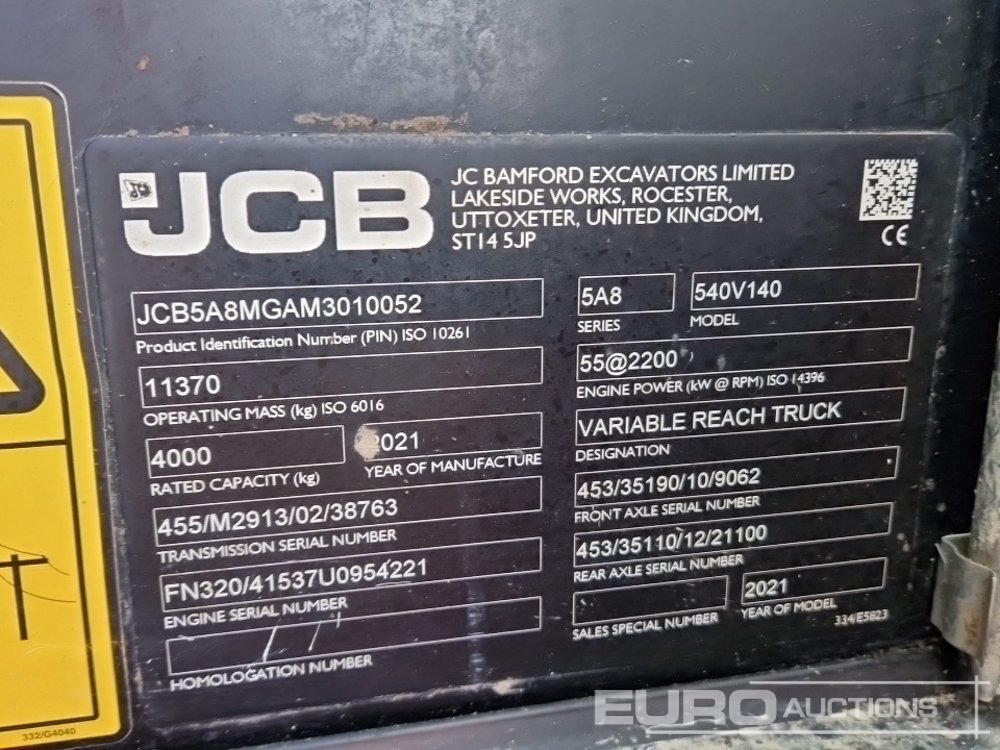 JCB
JC BAMFORD EXCAVATORS LIMITED
LAKESIDE WORKS, ROCESTER,
UTTOXETER, UNITED KINGDOM,
ST14 5JP
CE
JCB5A8MGAM3010052
Product Identification Number (PIN) ISO 10261
5A8
SERIES
540V140
MODEL
11370
OPERATING MASS (kg) ISO 6016
55@2200
ENGINE POWER (kW @ RPM) ISO 14396
4000
RATED CAPACITY (kg)
2021
YEAR OF MANUFACTURE
VARIABLE REACH TRUCK
DESIGNATION
455/M2913/02/38763
TRANSMISSION SERIAL NUMBER
453/35190/10/9062
FRONT AXLE SERIAL NUMBER
FN320/41537U0954221
ENGINE SERIAL NUMBER
453/35110/12/21100
REAR AXLE SERIAL NUMBER
HOMOLOGATION NUMBER
SALES SPECIAL NUMBER
2021
YEAR OF MODEL
334/E5823
332/G4040
EURO AUCTIONS